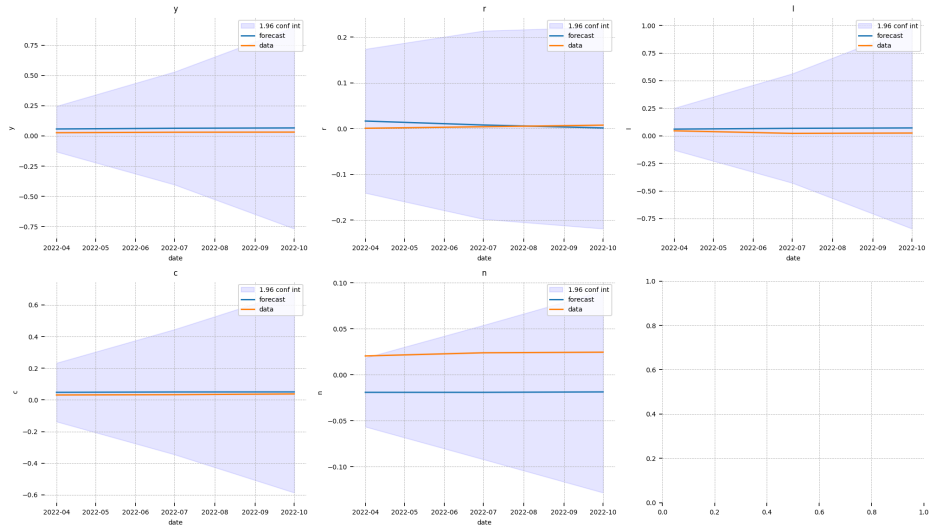 y
1.96 conf int
forecast
data
0.75
0.50
0.25
0.00
−0.25
−0.50
−0.75
y
2022-04 2022-05 2022-06 2022-07 2022-08 2022-09 2022-10
date
r
1.96 conf int
forecast
data
0.2
0.1
0.0
−0.1
−0.2
r
2022-04 2022-05 2022-06 2022-07 2022-08 2022-09 2022-10
date
l
1.96 conf int
forecast
data
1.00
0.75
0.50
0.25
0.00
−0.25
−0.50
−0.75
l
2022-04 2022-05 2022-06 2022-07 2022-08 2022-09 2022-10
date
c
1.96 conf int
forecast
data
0.6
0.4
0.2
0.0
−0.2
−0.4
−0.6
c
2022-04 2022-05 2022-06 2022-07 2022-08 2022-09 2022-10
date
n
1.96 conf int
forecast
data
0.10
0.05
0.00
−0.05
−0.10
n
2022-04 2022-05 2022-06 2022-07 2022-08 2022-09 2022-10
date
1.0
0.8
0.6
0.4
0.2
0.0
0.0 0.2 0.4 0.6 0.8 1.0